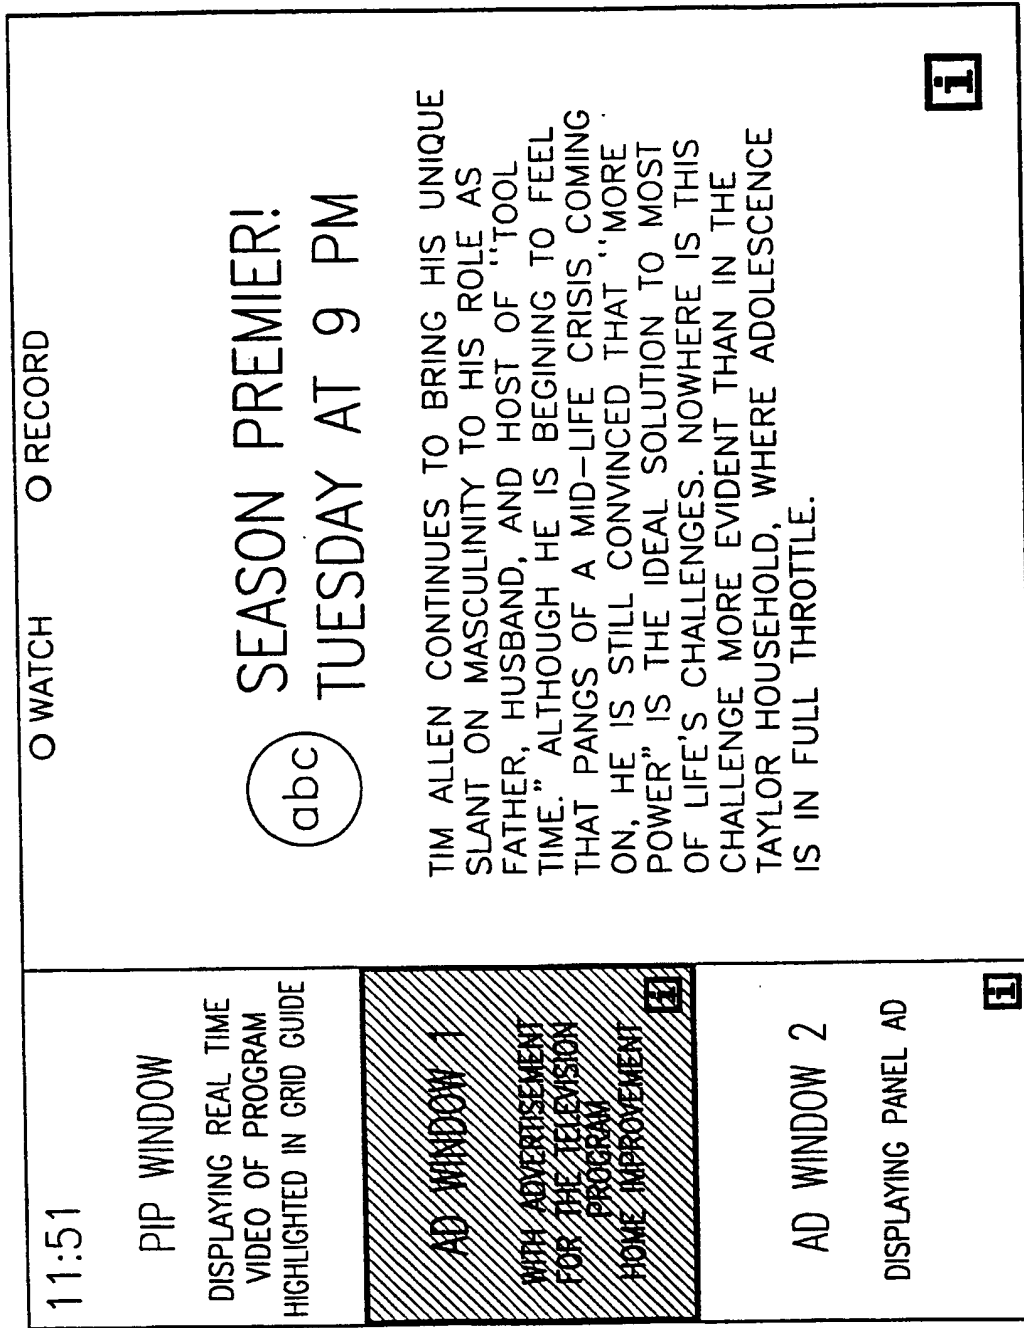 11:51
PIP WINDOW
DISPLAYING REAL TIME
VIDEO OF PROGRAM
HIGHLIGHTED IN GRID GUIDE
AD WINDOW 1
WITH ADVERTISEMENT
FOR THE TELEVISION
PROGRAM
HOME IMPROVEMENT
i
AD WINDOW 2
DISPLAYING PANEL AD
i
O WATCH O RECORD
abc
SEASON PREMIER!
TUESDAY AT 9 PM
TIM ALLEN CONTINUES TO BRING HIS UNIQUE
SLANT ON MASCULINITY TO HIS ROLE AS
FATHER, HUSBAND, AND HOST OF ``TOOL
TIME." ALTHOUGH HE IS BEGINING TO FEEL
THAT PANGS OF A MID-LIFE CRISIS COMING
ON, HE IS STILL CONVINCED THAT ``MORE
POWER" IS THE IDEAL SOLUTION TO MOST
OF LIFE'S CHALLENGES. NOWHERE IS THIS
CHALLENGE MORE EVIDENT THAN IN THE
TAYLOR HOUSEHOLD, WHERE ADOLESCENCE
IS IN FULL THROTTLE.
i